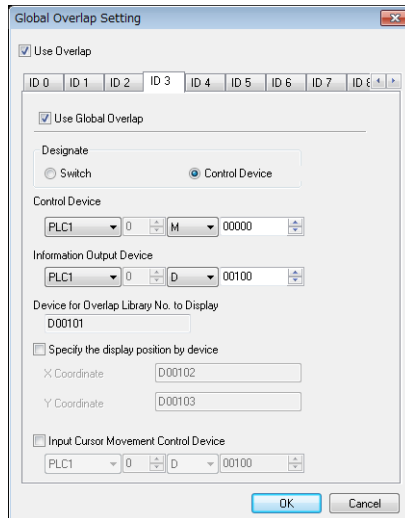 Global Overlap Setting
Use Overlap
ID 0 ID 1 ID 2 ID 3 ID 4 ID 5 ID 6 ID 7 ID 8
Use Global Overlap
Designate
Switch Control Device
Control Device
PLC1 0 M 00000
Information Output Device
PLC1 0 D 00100
Device for Overlap Library No. to Display
D00101
Specify the display position by device
X Coordinate D00102
Y Coordinate D00103
Input Cursor Movement Control Device
PLC1 0 D 00100
OK Cancel